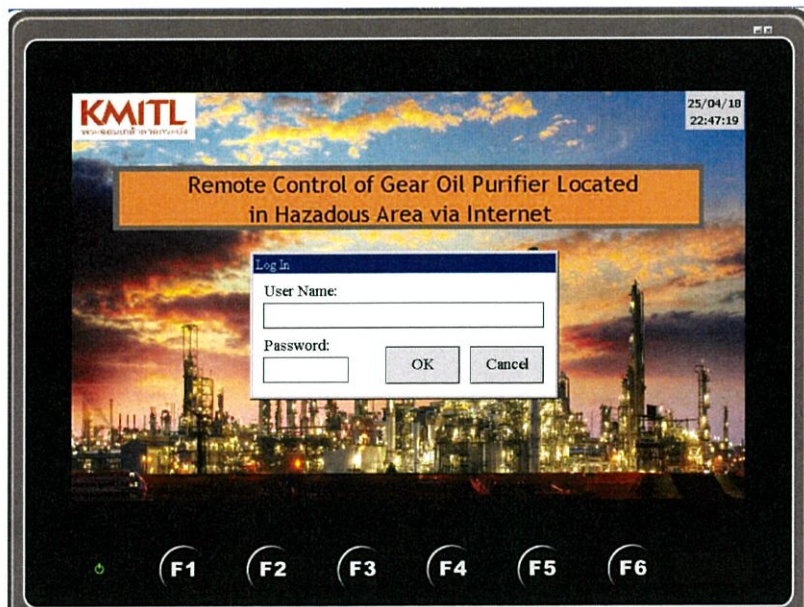 KMITL
25/04/18
22:47:19
Remote Control of Gear Oil Purifier Located
in Hazadous Area via Internet
Log In
User Name:
Password:
OK
Cancel
F1
F2
F3
F4
F5
F6